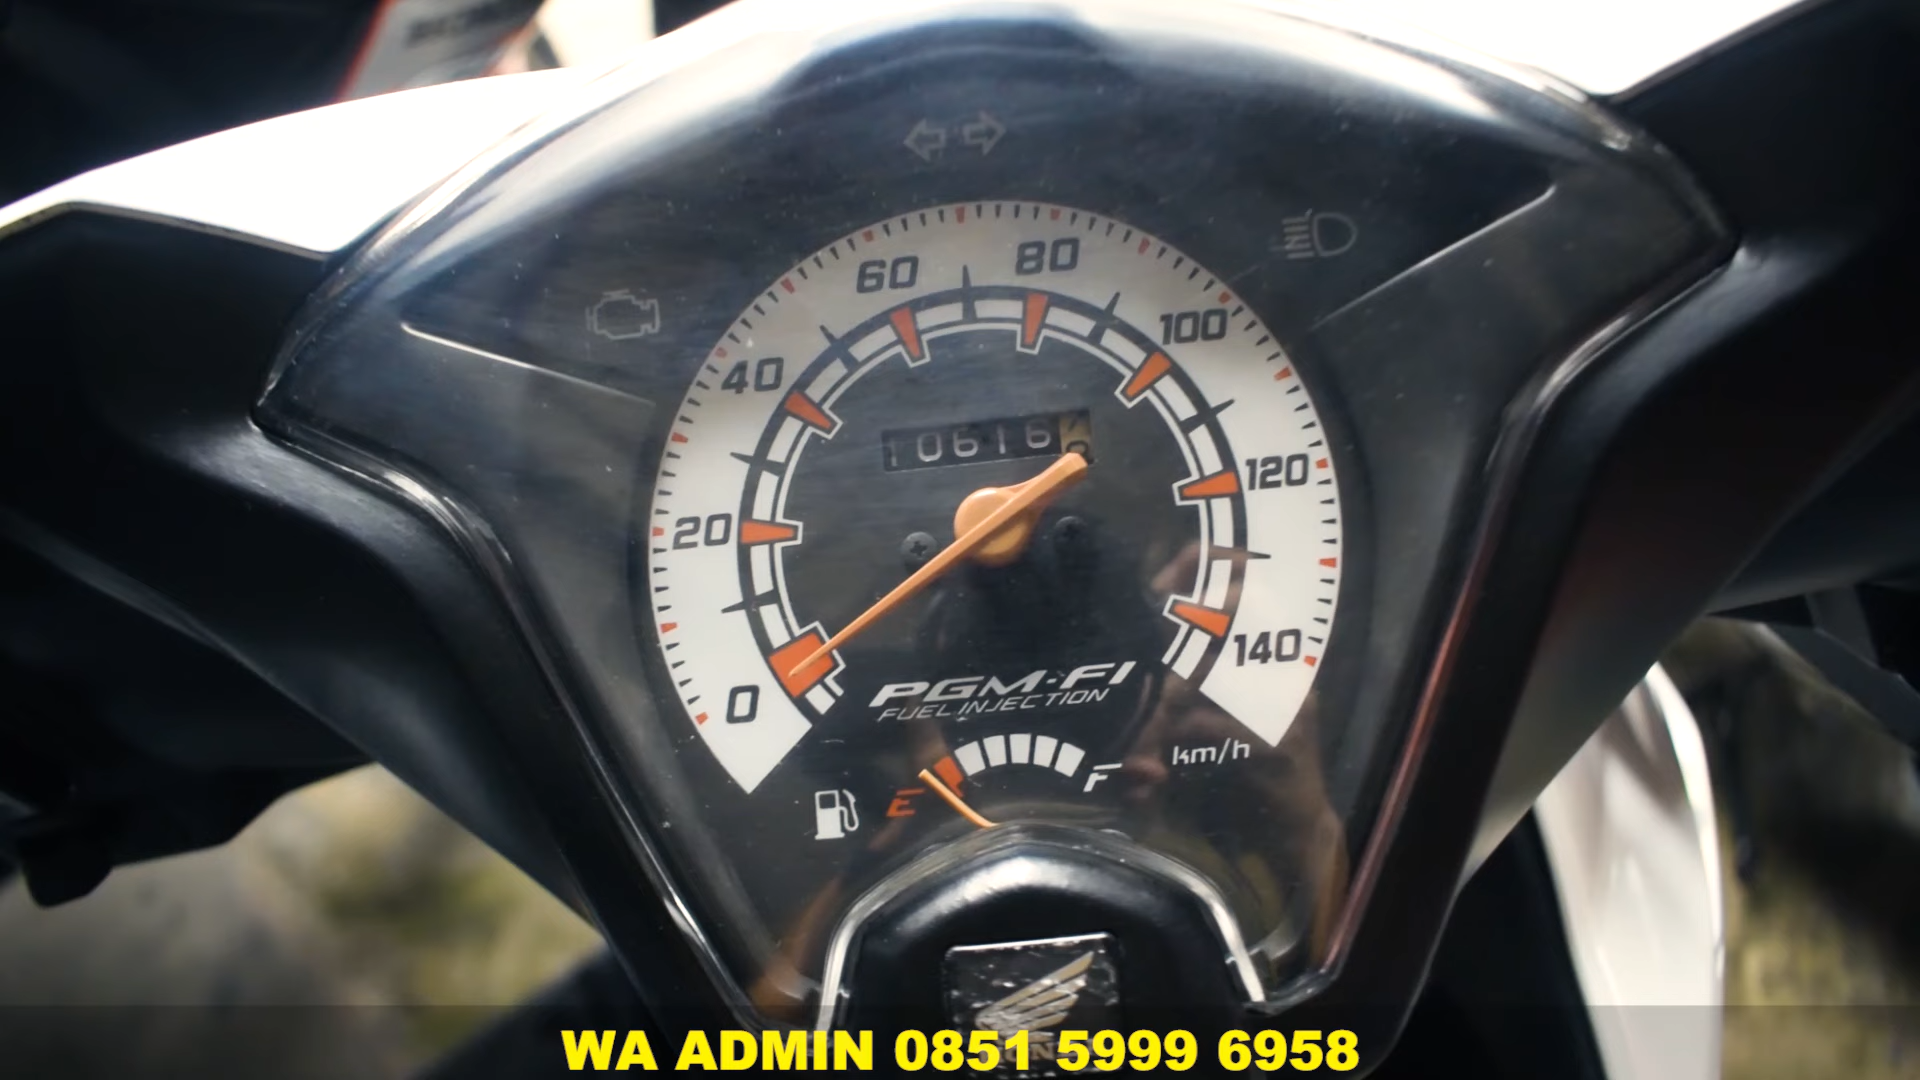 60 80
40 100
10616
20 120
0 140
PGM-FI
FUEL INJECTION
km/h
E F
WA ADMIN 0851 5999 6958